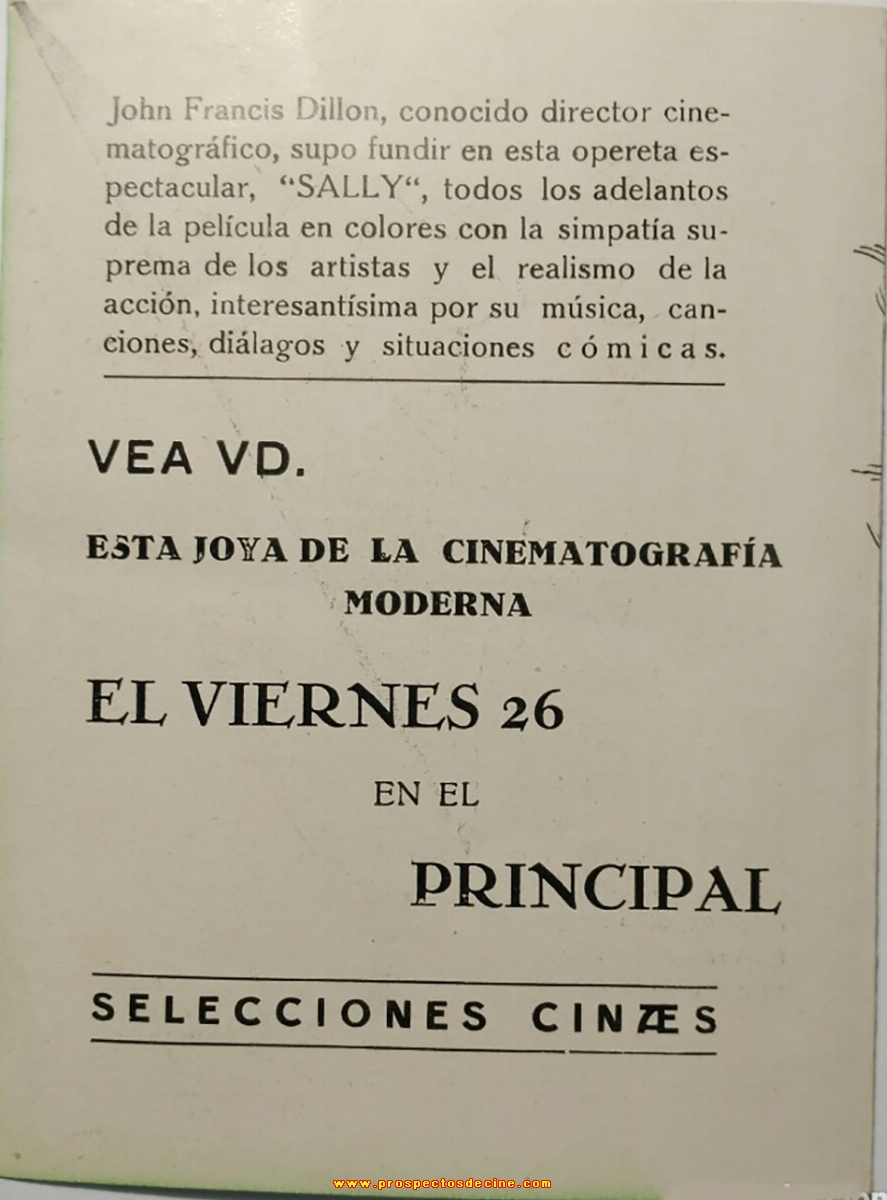 John Francis Dillon, conocido director cine-
matográfico, supo fundir en esta opereta es-
pectacular, “SALLY“, todos los adelantos
de la película en colores con la simpatía su-
prema de los artistas y el realismo de la
acción, interesantísima por su música, can-
ciones, diálagos y situaciones cómicas.
VEA VD.
ESTA JOYA DE LA CINEMATOGRAFÍA
MODERNA
EL VIERNES 26
EN EL
PRINCIPAL
SELECCIONES CINÆS
www.prospectosdecine.com